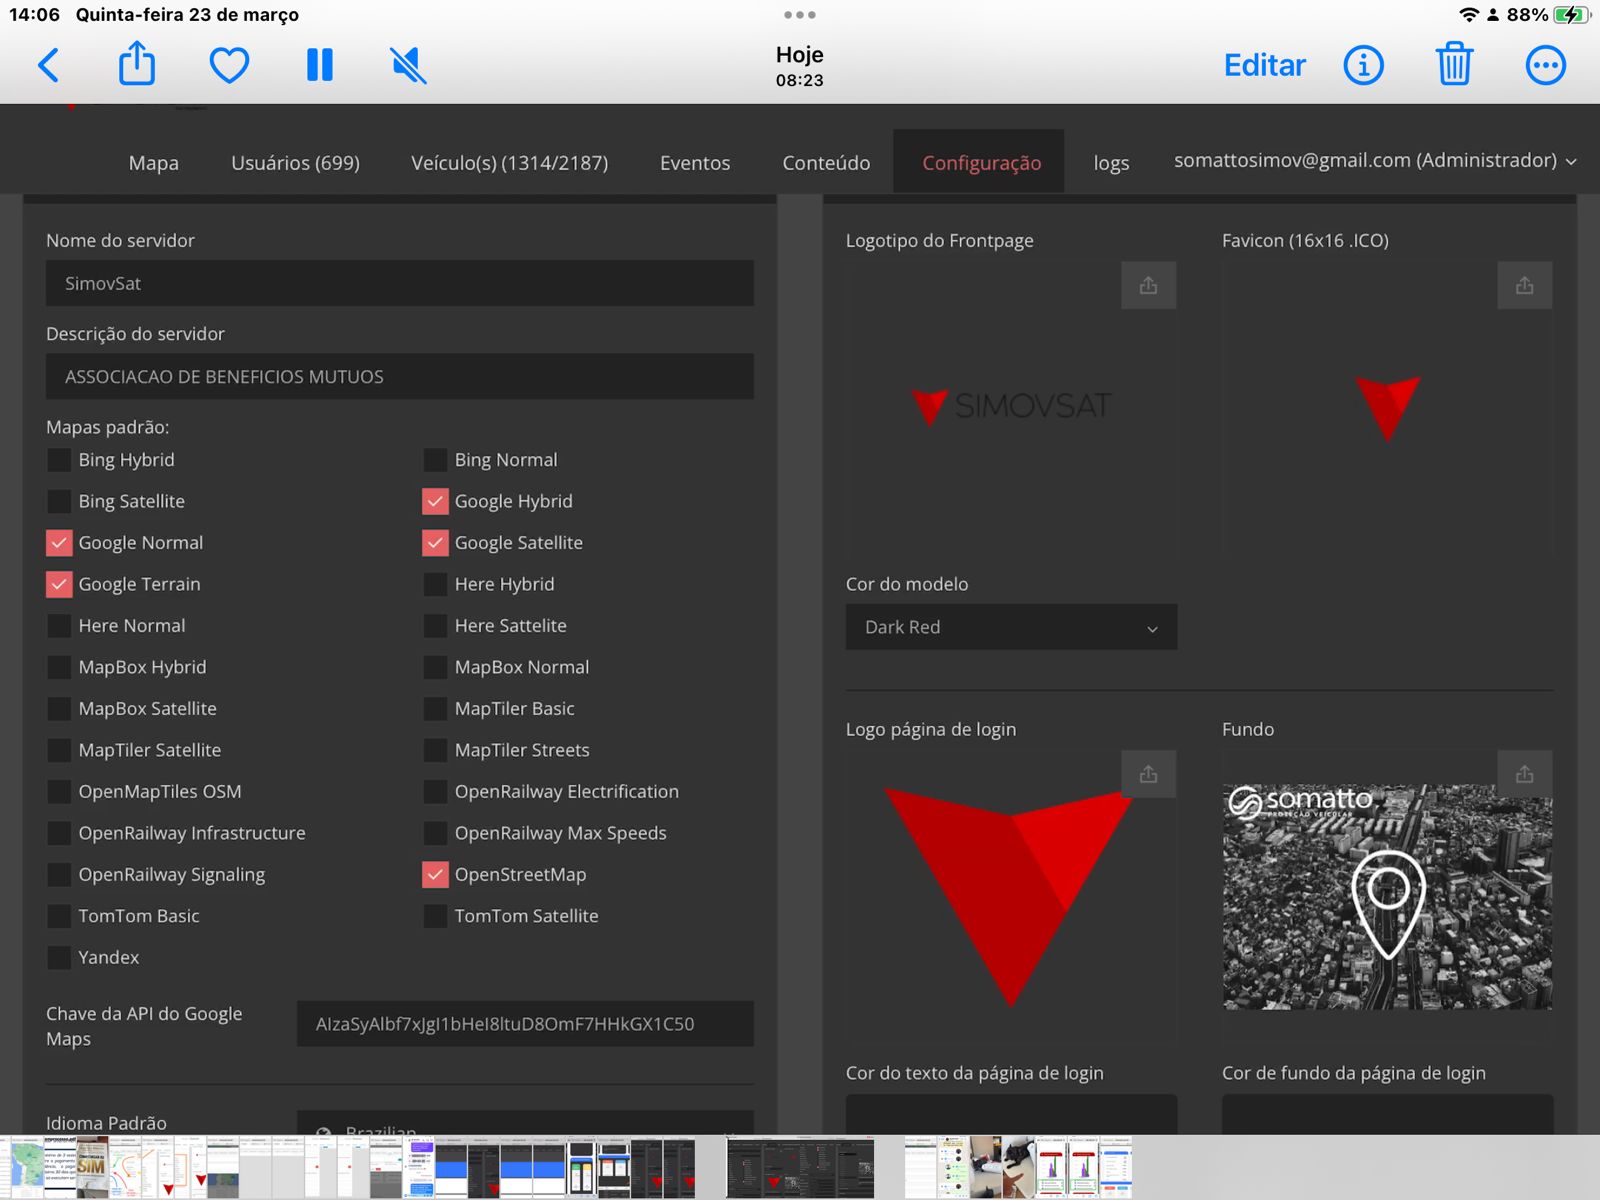 14:06 Quinta-feira 23 de março
88%
Hoje
08:23
Editar
Mapa Usuários (699) Veículo(s) (1314/2187) Eventos Conteúdo Configuração logs somattosimov@gmail.com (Administrador)
Nome do servidor
SimovSat
Descrição do servidor
ASSOCIACAO DE BENEFICIOS MUTUOS
Mapas padrão:
Bing Hybrid Bing Normal
Bing Satellite Google Hybrid
Google Normal Google Satellite
Google Terrain Here Hybrid
Here Normal Here Sattelite
MapBox Hybrid MapBox Normal
MapBox Satellite MapTiler Basic
MapTiler Satellite MapTiler Streets
OpenMapTiles OSM OpenRailway Electrification
OpenRailway Infrastructure OpenRailway Max Speeds
OpenRailway Signaling OpenStreetMap
TomTom Basic TomTom Satellite
Yandex
Chave da API do Google
Maps
AIzaSyAlbf7xJgI1bHeI8ltuD8OmF7HHkGX1C50
Idioma Padrão
Brazilian
Logotipo do Frontpage Favicon (16x16 .ICO)
SIMOVSAT
Cor do modelo
Dark Red
Logo página de login Fundo
somatto
PROTEÇÃO VEICULAR
Cor do texto da página de login Cor de fundo da página de login
SIM